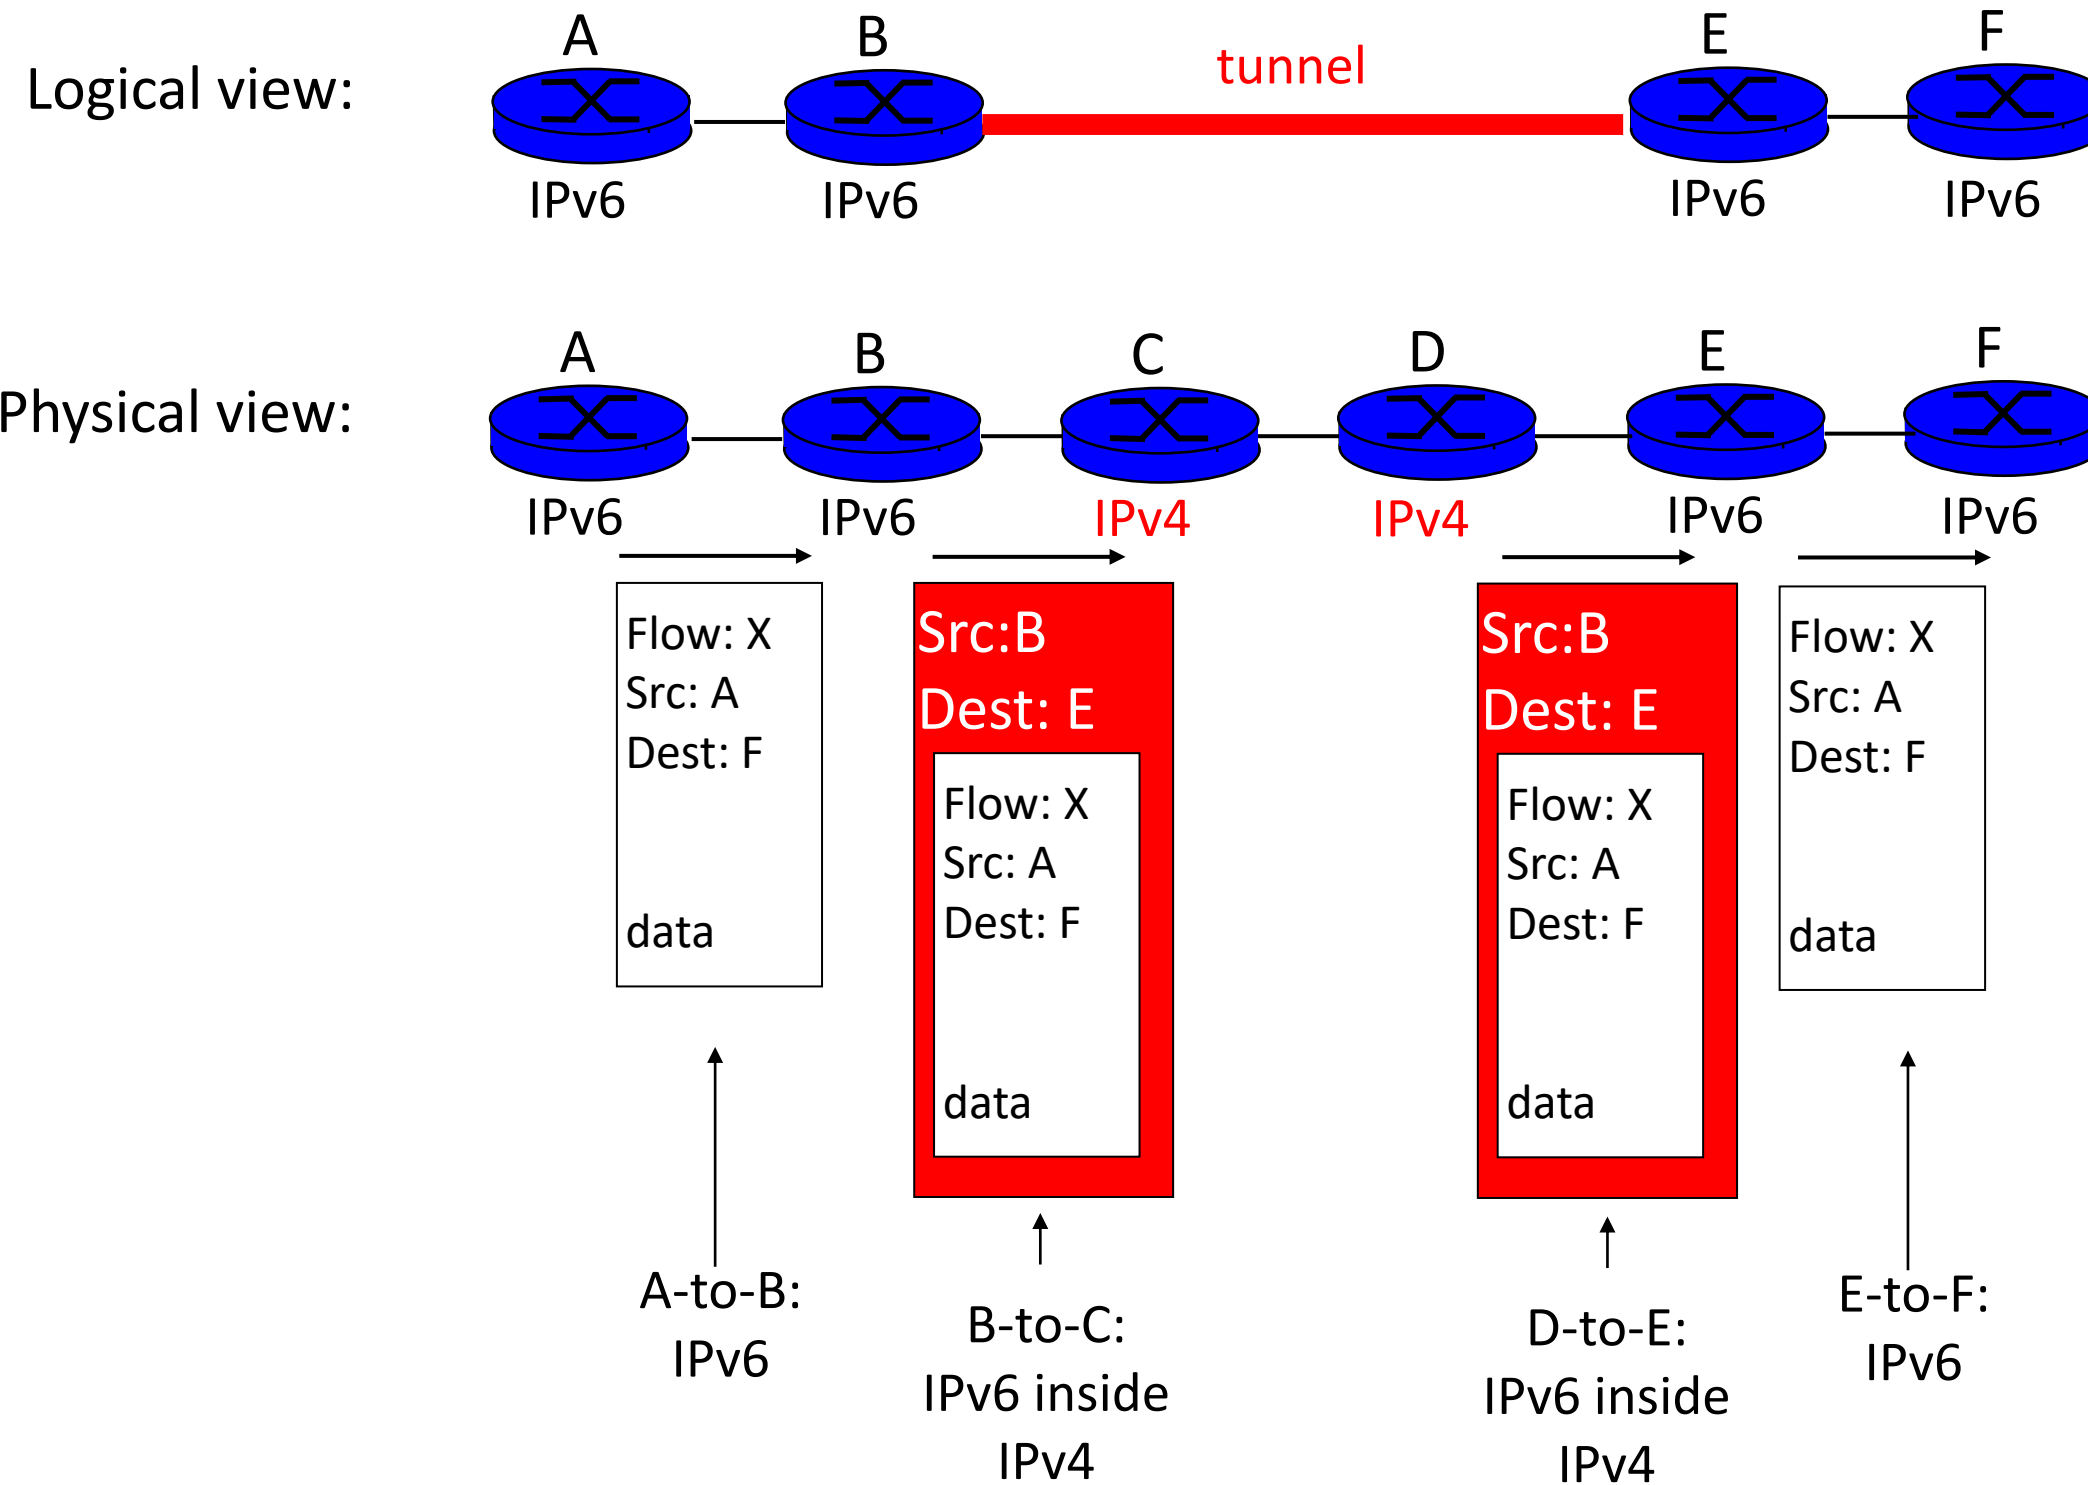 A
B
tunnel
E
F
Logical view:
IPv6
IPv6
IPv6
IPv6
A
B
C
D
E
F
Physical view:
IPv6
IPv6
IPv4
IPv4
IPv6
IPv6
Flow: X
Src: A
Dest: F
data
Src:B
Dest: E
Flow: X
Src: A
Dest: F
data
Src:B
Dest: E
Flow: X
Src: A
Dest: F
data
Flow: X
Src: A
Dest: F
data
A-to-B:
IPv6
B-to-C:
IPv6 inside
IPv4
D-to-E:
IPv6 inside
IPv4
E-to-F:
IPv6